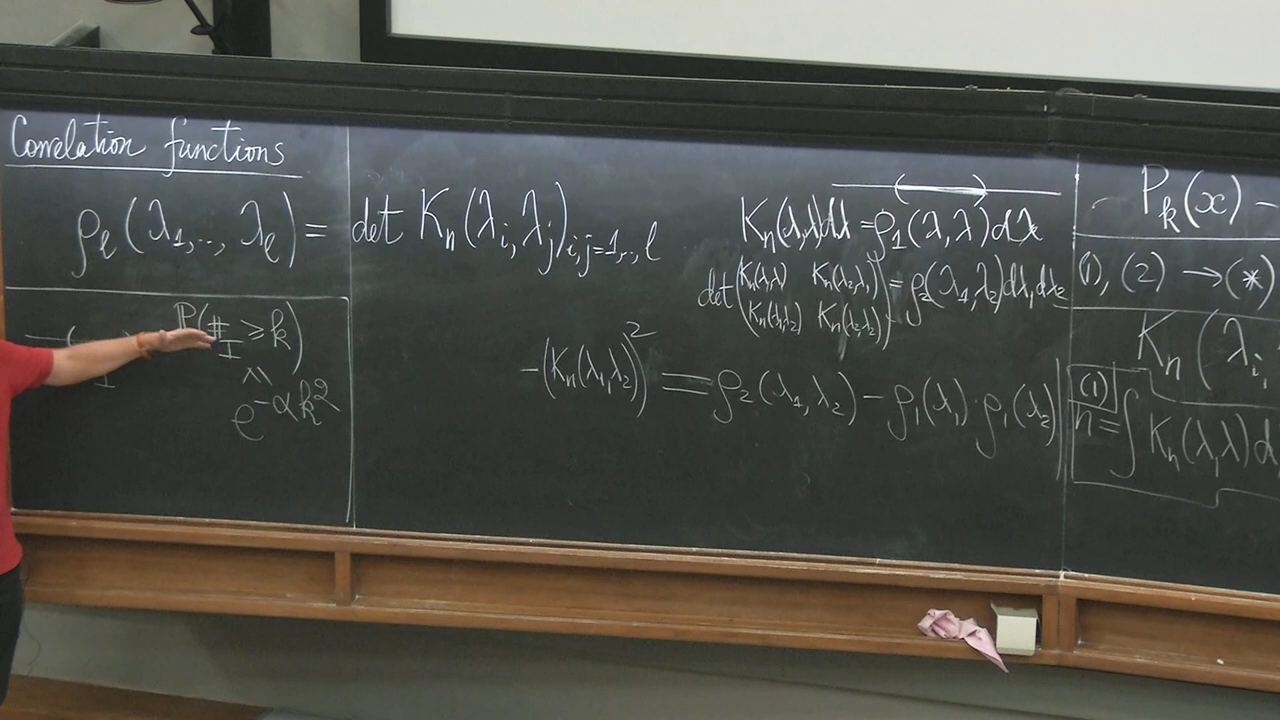 Correlation functions
ρ_ℓ(λ_1,..,λ_ℓ) = det K_n(λ_i,λ_j)_{i,j=1,..,ℓ}
P(#_I ≥ k)
I
∧|
e^{-αk^2}
K_n(λ,λ)dλ = ρ_1(λ,λ)dλ
det(K_n(λ,λ) K_n(λ_2,λ_1) K_n(λ_1,λ_2) K_n(λ_2,λ_2)) = ρ_2(λ_1,λ_2)dλ_1dλ_2
-(K_n(λ_1,λ_2))^2 = ρ_2(λ_1,λ_2) - ρ_1(λ_1)·ρ_1(λ_2)
P_k(x) -
(1), (2) → (*)
K_n(λ_i,
(1)
n = ∫ K_n(λ,λ)d